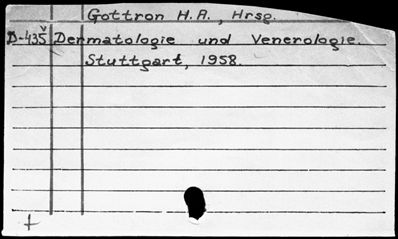 Gottron H.A., Hrsg.
D-435 Dermatologie und Venerologie.
Stuttgart, 1958.